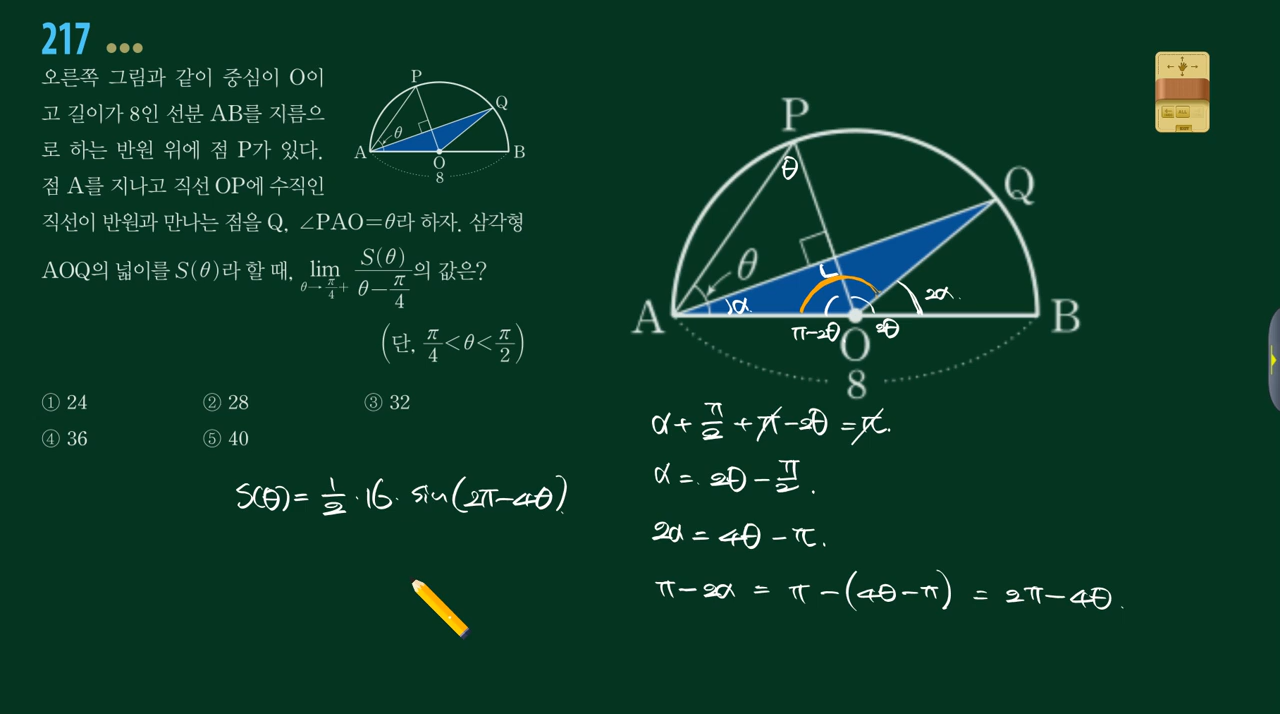 217
오른쪽 그림과 같이 중심이 O이
고 길이가 8인 선분 AB를 지름으
로 하는 반원 위에 점 P가 있다.
점 A를 지나고 직선 OP에 수직인
직선이 반원과 만나는 점을 Q, ∠PAO=θ라 하자. 삼각형
AOQ의 넓이를 S(θ)라 할 때, lim_{θ→π/4+} S(θ)/(θ−π/4)의 값은?
(단, π/4<θ<π/2)
① 24 ② 28 ③ 32
④ 36 ⑤ 40
P
Q
θ
A
O
B
8
P
θ
Q
θ
α
2α.
A
π−2θ
O
2θ
B
8
S(θ)=1/2·16·sin(2π−4θ)
α+π/2+π−2θ=π.
α=2θ−π/2.
2α=4θ−π.
π−2α=π−(4θ−π)=2π−4θ.